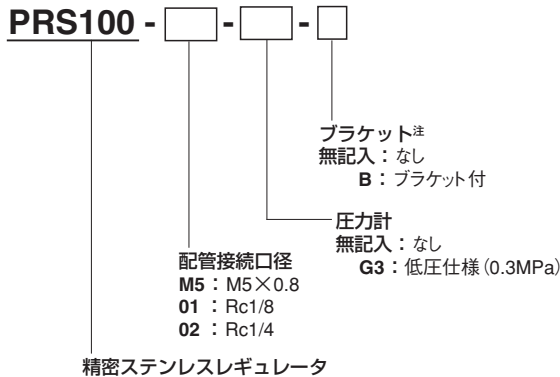 PRS100 - □ - □ - □
ブラケット注
無記入：なし
B：ブラケット付
圧力計
無記入：なし
G3：低圧仕様（0.3MPa）
配管接続口径
M5：M5×0.8
01：Rc1/8
02：Rc1/4
精密ステンレスレギュレータ